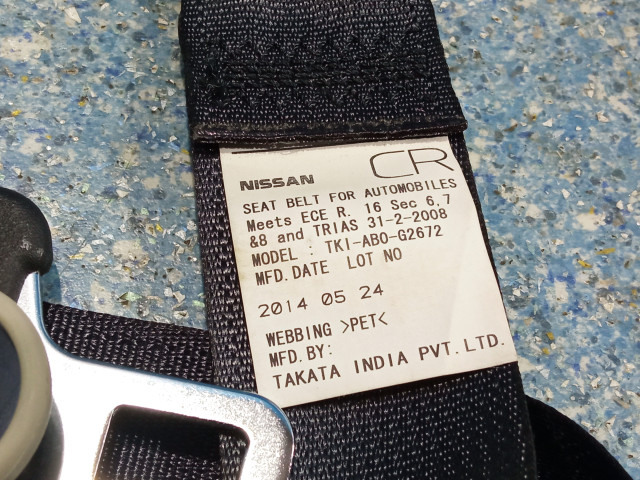 NISSAN CR
SEAT BELT FOR AUTOMOBILES
Meets ECE R. 16 Sec 6,7
&8 and TRIAS 31-2-2008
MODEL : TKI-AB0-G2672
MFD.DATE LOT NO
2014 05 24
WEBBING >PET<
MFD.BY:
TAKATA INDIA PVT.LTD.